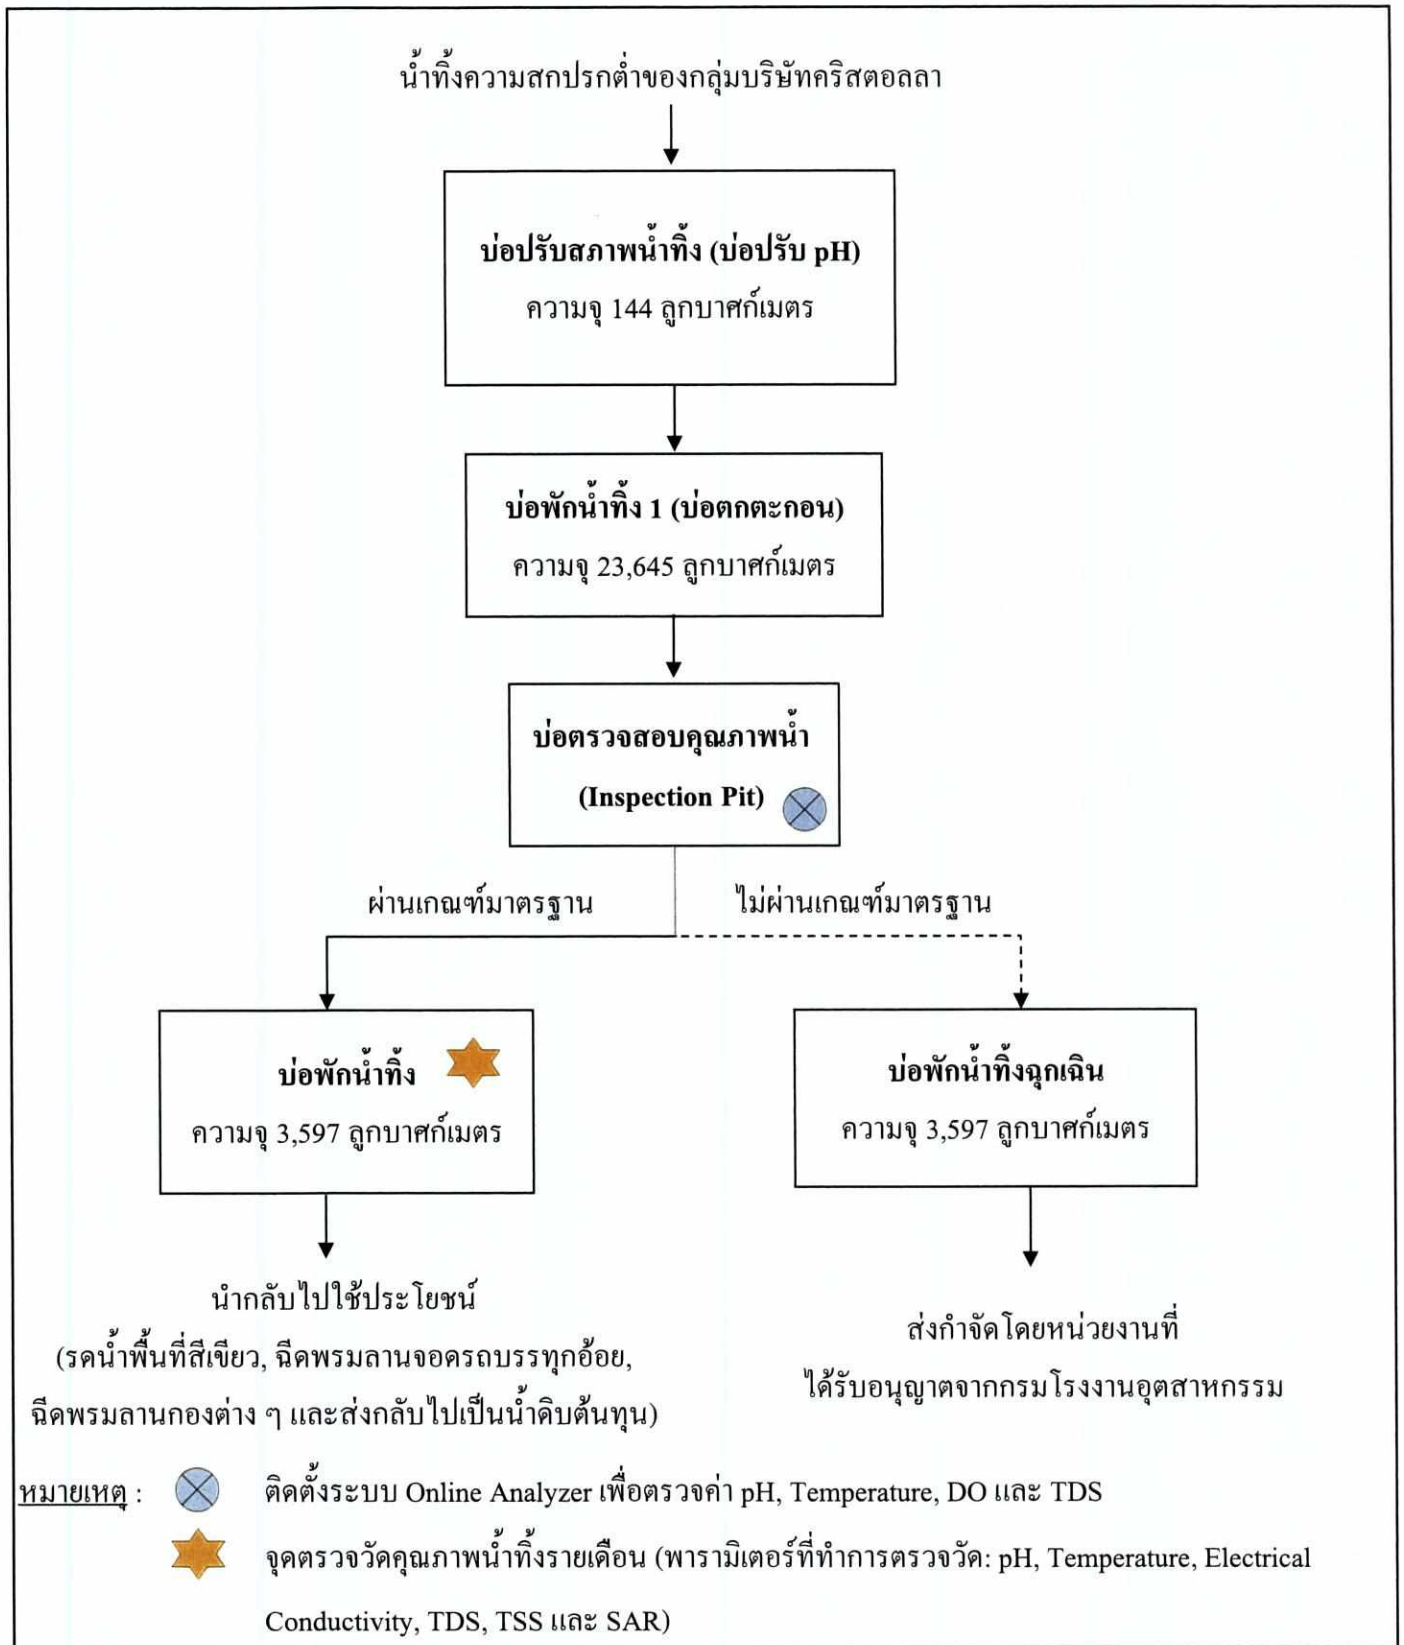 น้ำทิ้งความสกปรกต่ำของกลุ่มบริษัทคริสตอลลา
บ่อปรับสภาพน้ำทิ้ง (บ่อปรับ pH)
ความจุ 144 ลูกบาศก์เมตร
บ่อพักน้ำทิ้ง 1 (บ่อตกตะกอน)
ความจุ 23,645 ลูกบาศก์เมตร
บ่อตรวจสอบคุณภาพน้ำ
(Inspection Pit)
ผ่านเกณฑ์มาตรฐาน
ไม่ผ่านเกณฑ์มาตรฐาน
บ่อพักน้ำทิ้ง
ความจุ 3,597 ลูกบาศก์เมตร
บ่อพักน้ำทิ้งฉุกเฉิน
ความจุ 3,597 ลูกบาศก์เมตร
นำกลับไปใช้ประโยชน์
(รดน้ำพื้นที่สีเขียว, ฉีดพรมลานจอดรถบรรทุกอ้อย,
ฉีดพรมลานกองต่าง ๆ และส่งกลับไปเป็นน้ำดิบต้นทุน)
ส่งกำจัดโดยหน่วยงานที่
ได้รับอนุญาตจากกรมโรงงานอุตสาหกรรม
หมายเหตุ : ติดตั้งระบบ Online Analyzer เพื่อตรวจค่า pH, Temperature, DO และ TDS
จุดตรวจวัดคุณภาพน้ำทิ้งรายเดือน (พารามิเตอร์ที่ทำการตรวจวัด: pH, Temperature, Electrical
Conductivity, TDS, TSS และ SAR)